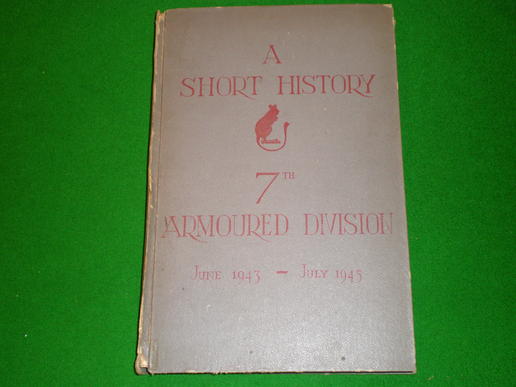 A
SHORT HISTORY
7TH
ARMOURED DIVISION
JUNE 1943 - JULY 1945